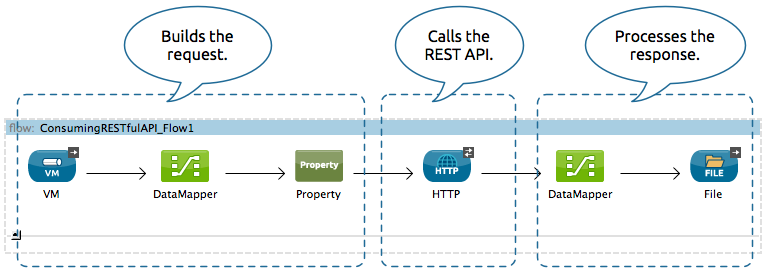 Builds the
request.
Calls the
REST API.
Processes the
response.
flow: ConsumingRESTfulAPI_Flow1
VM
Property
HTTP
FILE
VM
DataMapper
Property
HTTP
DataMapper
File